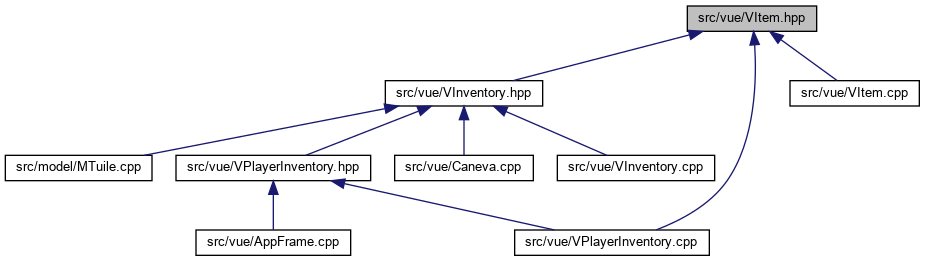 src/vue/VItem.hpp
src/vue/VInventory.hpp
src/vue/VItem.cpp
src/model/MTuile.cpp
src/vue/VPlayerInventory.hpp
src/vue/Caneva.cpp
src/vue/VInventory.cpp
src/vue/AppFrame.cpp
src/vue/VPlayerInventory.cpp